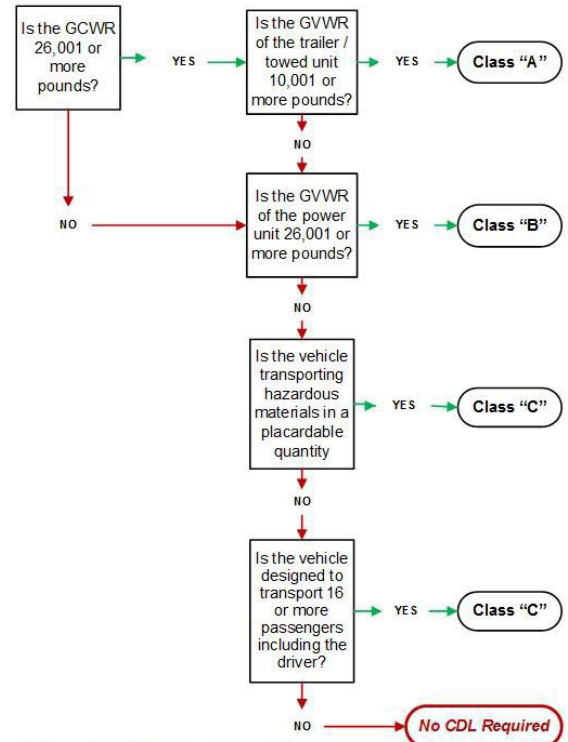 Is the GCWR
26,001 or
more
pounds?
YES
Is the GVWR
of the trailer /
towed unit
10,001 or
more pounds?
YES
Class “A”
NO
NO
Is the GVWR
of the power
unit 26,001 or
more pounds?
YES
Class “B”
NO
Is the vehicle
transporting
hazardous
materials in a
placardable
quantity
YES
Class “C”
NO
Is the vehicle
designed to
transport 16
or more
passengers
including the
driver?
YES
Class “C”
NO
No CDL Required